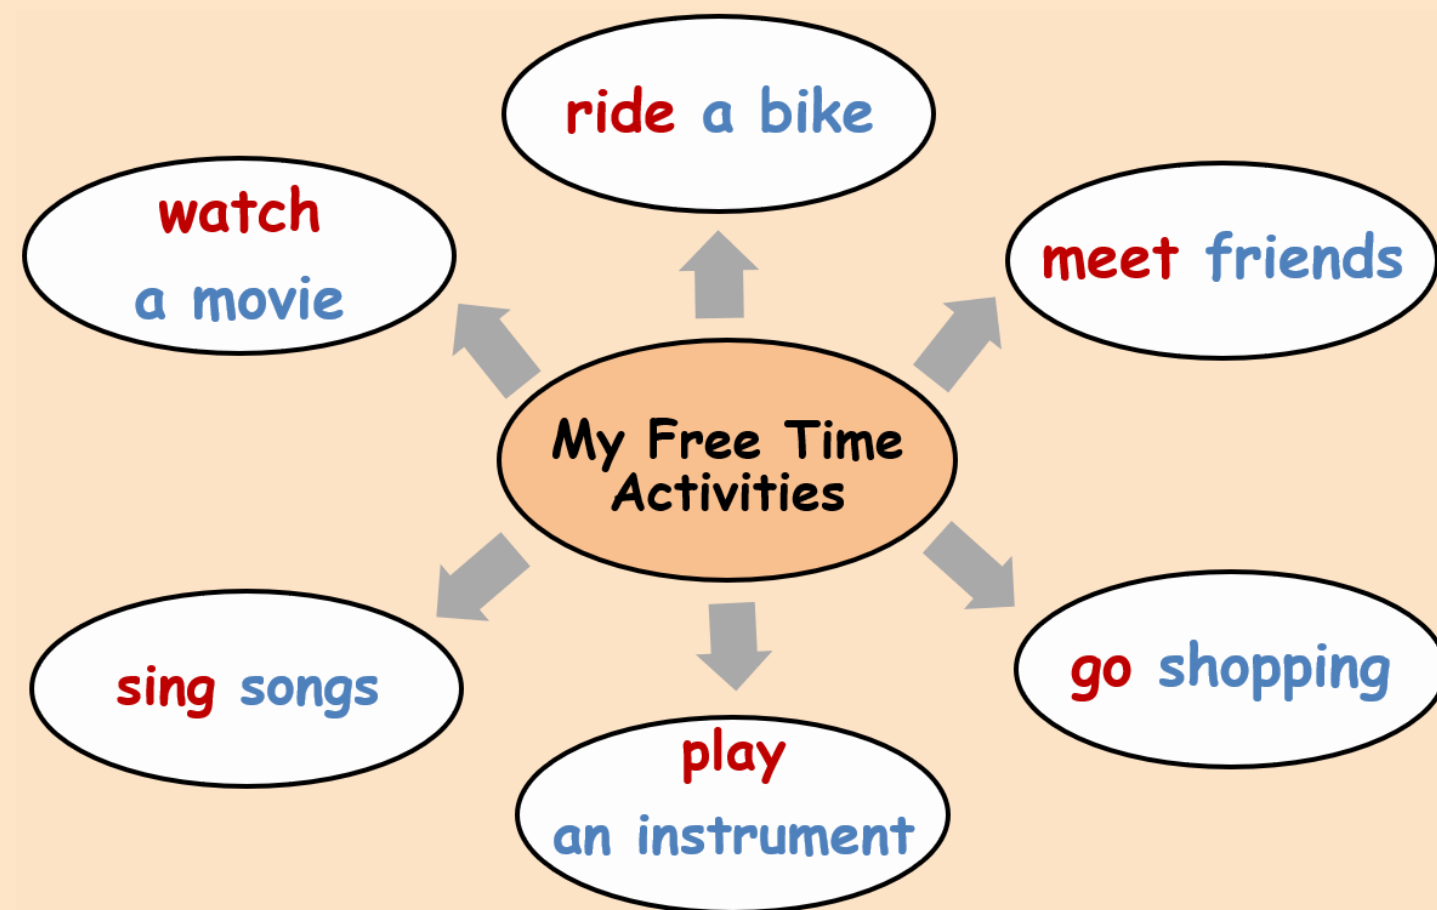 ride a bike
watch
a movie
meet friends
My Free Time
Activities
sing songs
go shopping
play
an instrument